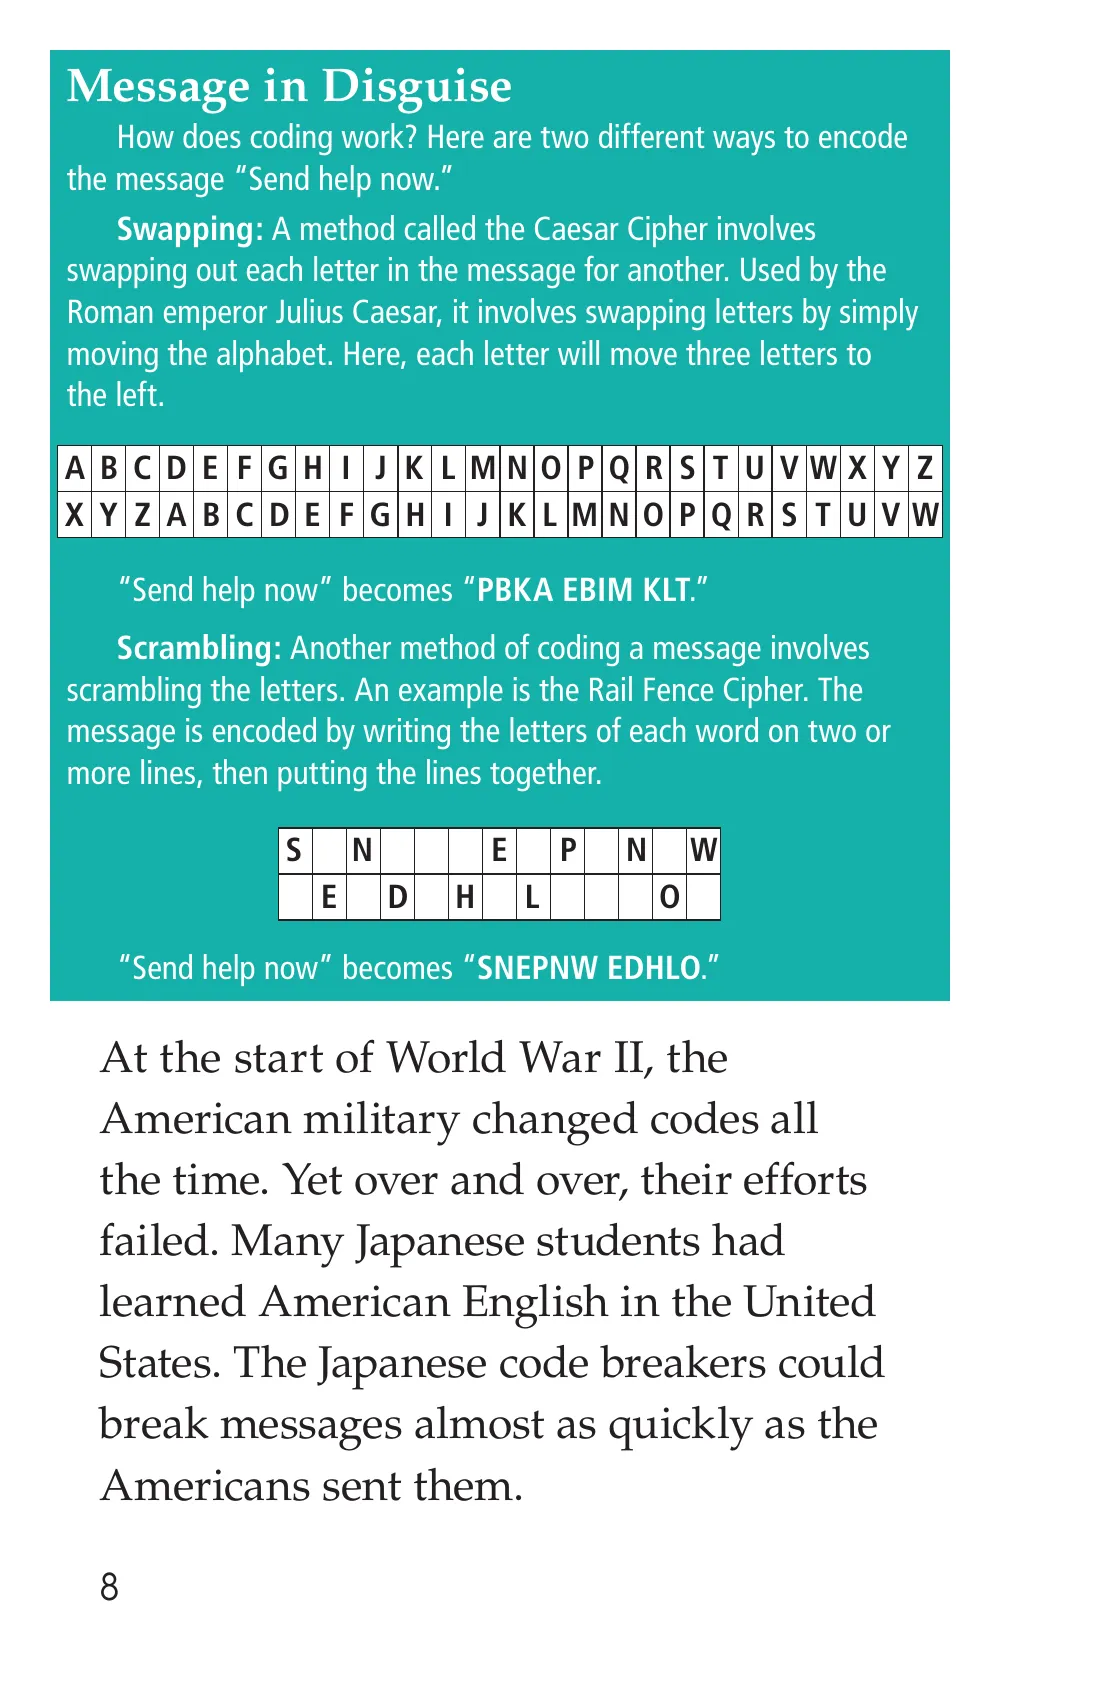 Message in Disguise
How does coding work? Here are two different ways to encode
the message “Send help now.”
Swapping: A method called the Caesar Cipher involves
swapping out each letter in the message for another. Used by the
Roman emperor Julius Caesar, it involves swapping letters by simply
moving the alphabet. Here, each letter will move three letters to
the left.
A B C D E F G H I J K L M N O P Q R S T U V W X Y Z
X Y Z A B C D E F G H I J K L M N O P Q R S T U V W
“Send help now” becomes “PBKA EBIM KLT.”
Scrambling: Another method of coding a message involves
scrambling the letters. An example is the Rail Fence Cipher. The
message is encoded by writing the letters of each word on two or
more lines, then putting the lines together.
S N E P N W
E D H L O
“Send help now” becomes “SNEPNW EDHLO.”
At the start of World War II, the
American military changed codes all
the time. Yet over and over, their efforts
failed. Many Japanese students had
learned American English in the United
States. The Japanese code breakers could
break messages almost as quickly as the
Americans sent them.
8